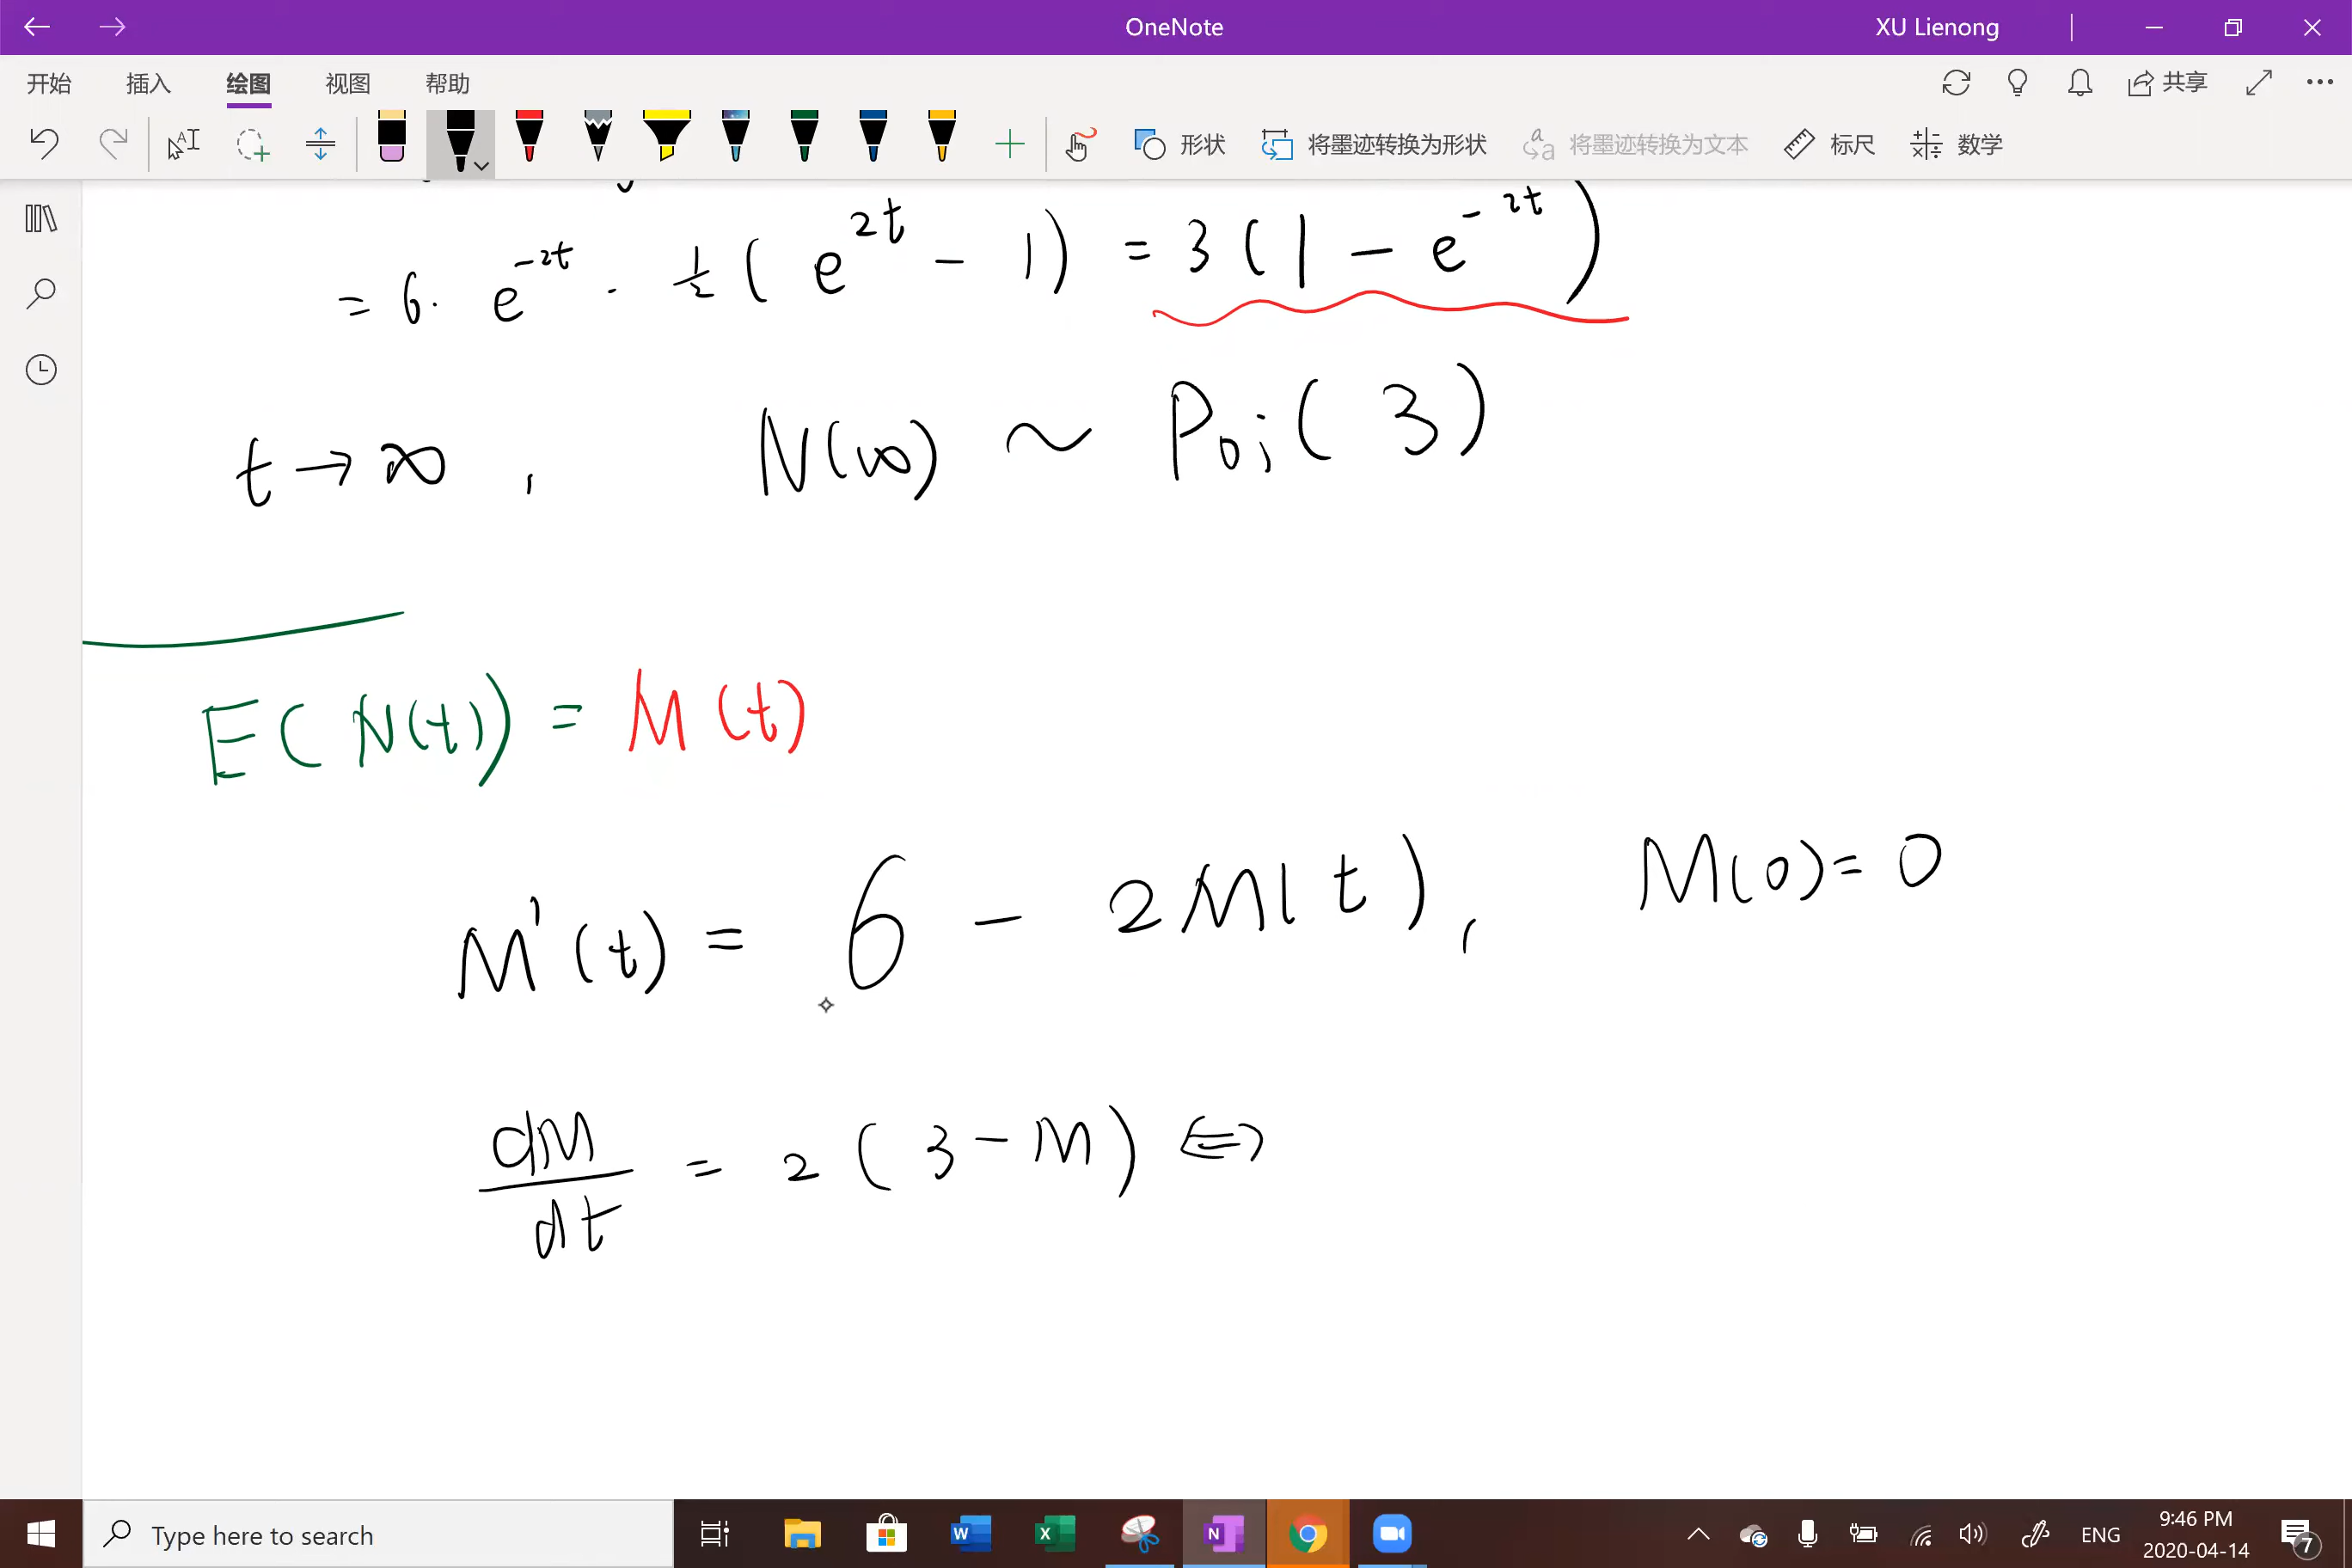 OneNote
XU Lienong
开始 插入 绘图 视图 帮助
共享
形状 将墨迹转换为形状 将墨迹转换为文本 标尺 数学
= 6 · e^{-2t} · 1/2 ( e^{2t} - 1 ) = 3 ( 1 - e^{-2t} )
t → ∞ , N(∞) ~ Poi( 3 )
E( N(t)) = M(t)
M'(t) = 6 - 2M(t), M(0) = 0
dM/dt = 2 ( 3 - M ) ⇔
Type here to search
ENG
9:46 PM
2020-04-14
7